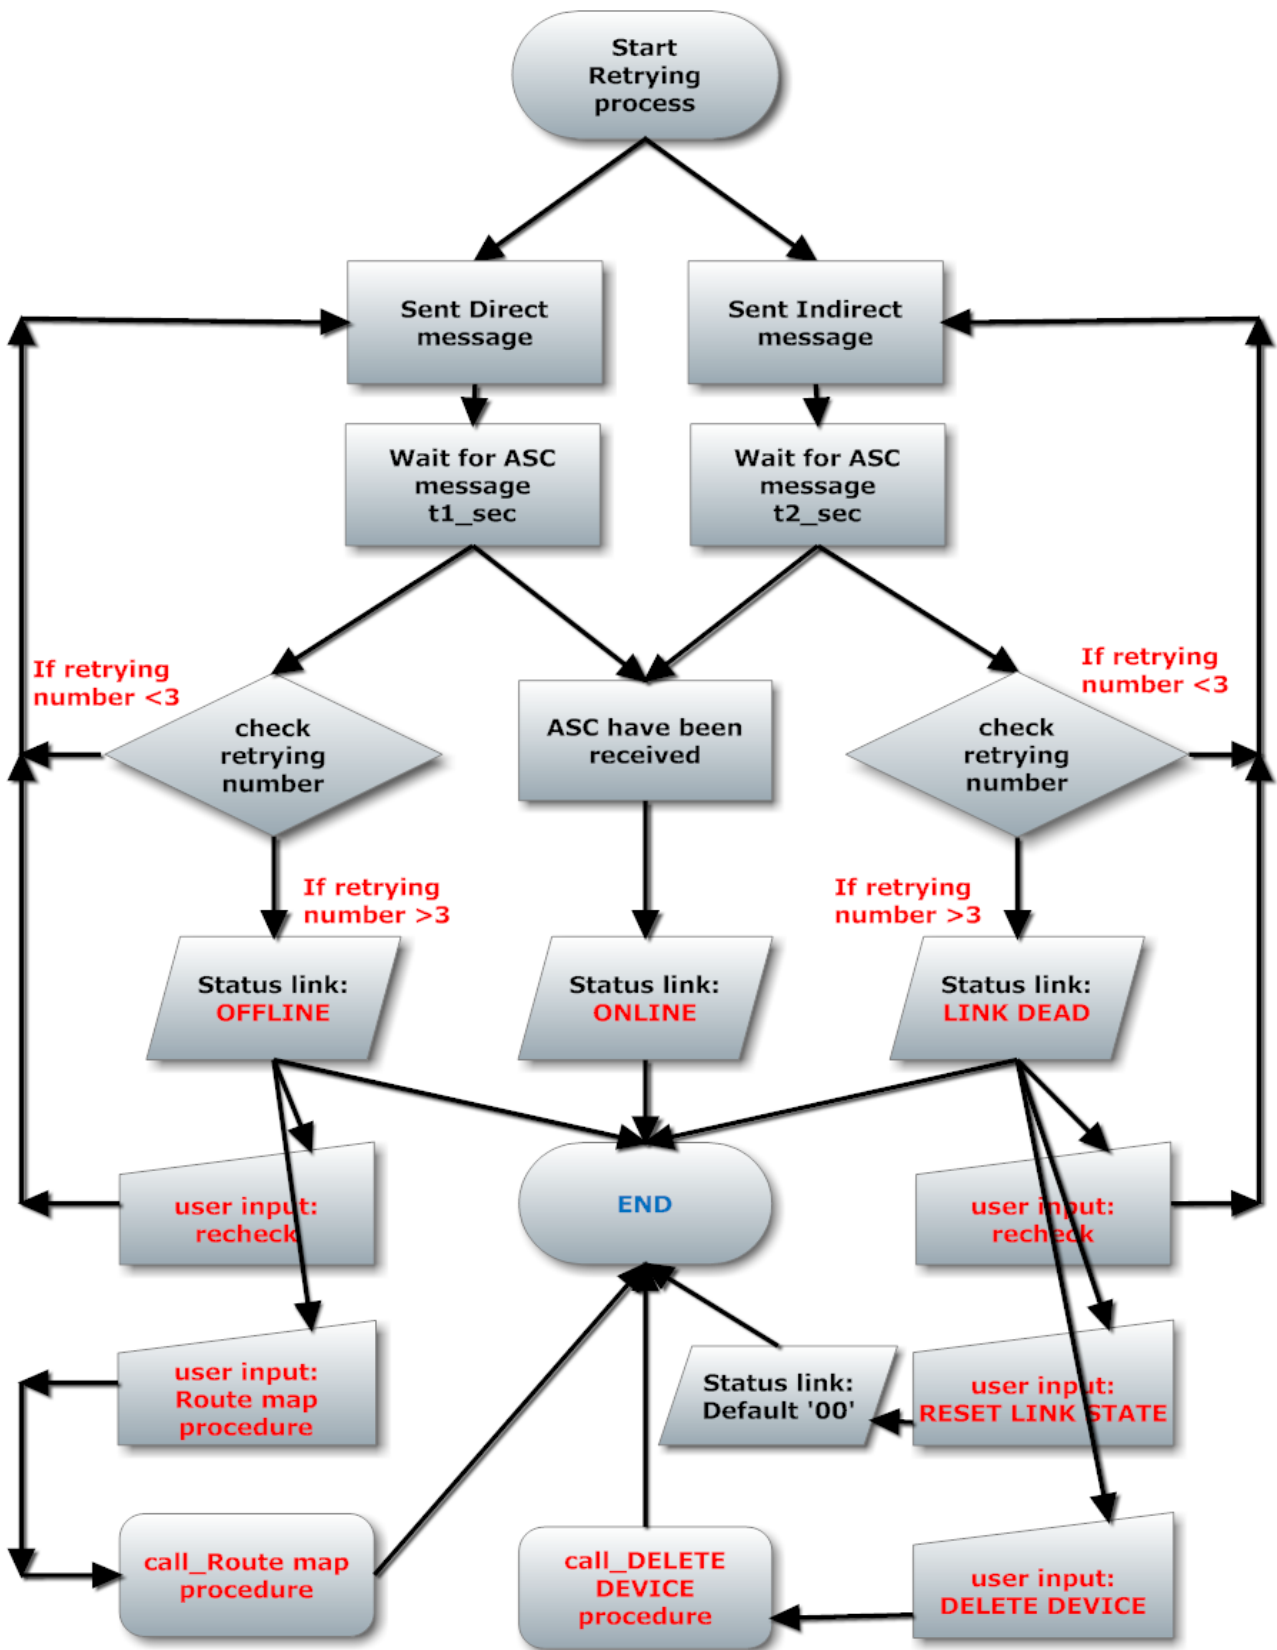 Start
Retrying
process
Sent Direct
message
Sent Indirect
message
Wait for ASC
message
t1_sec
Wait for ASC
message
t2_sec
If retrying
number <3
If retrying
number <3
check
retrying
number
ASC have been
received
check
retrying
number
If retrying
number >3
If retrying
number >3
Status link:
OFFLINE
Status link:
ONLINE
Status link:
LINK DEAD
user input:
recheck
END
user input:
recheck
user input:
Route map
procedure
Status link:
Default '00'
user input:
RESET LINK STATE
call_Route map
procedure
call_DELETE
DEVICE
procedure
user input:
DELETE DEVICE